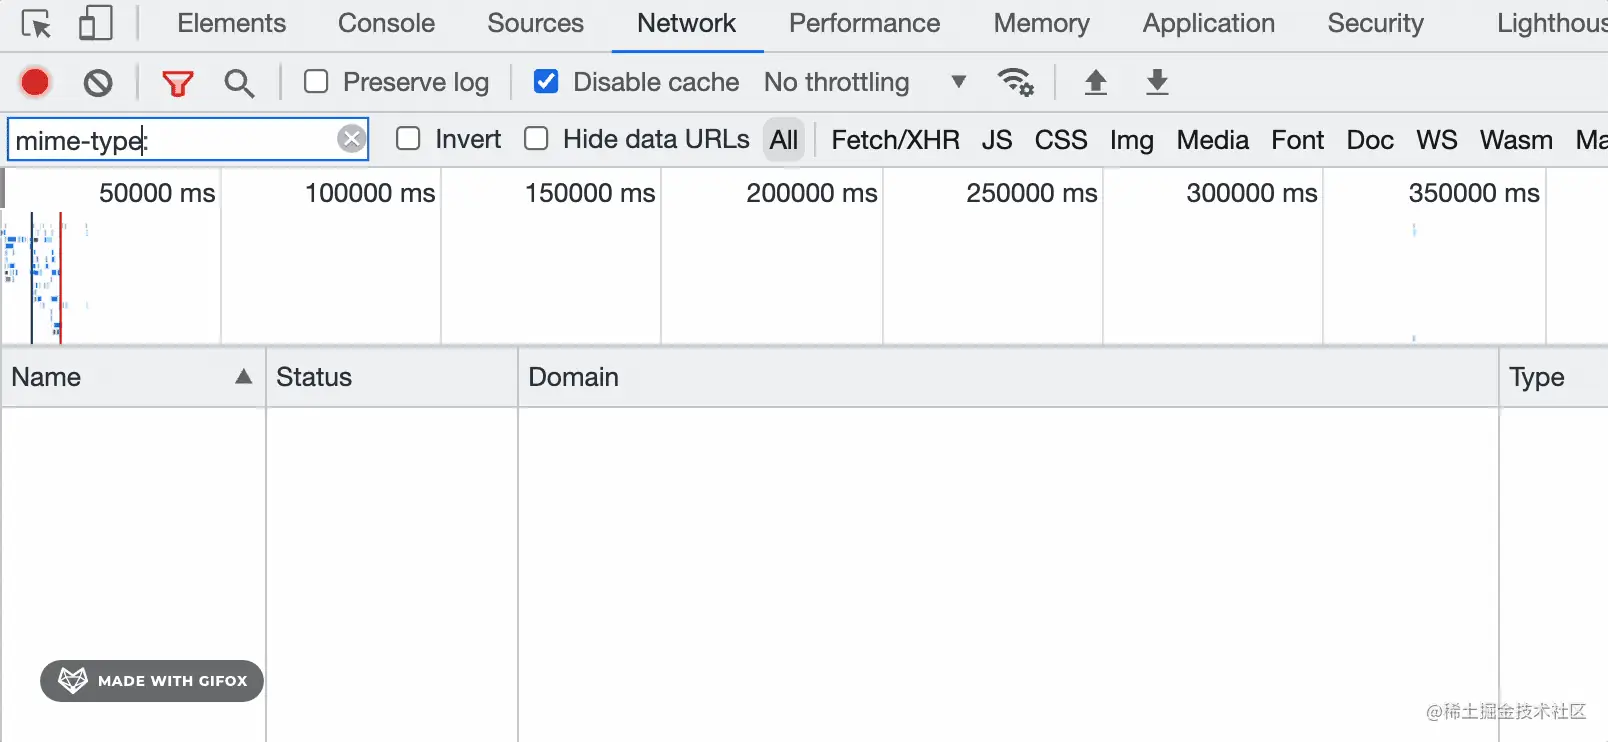 Elements Console Sources Network Performance Memory Application Security Lighthous
Preserve log Disable cache No throttling
mime-type: Invert Hide data URLs All Fetch/XHR JS CSS Img Media Font Doc WS Wasm Ma
50000 ms 100000 ms 150000 ms 200000 ms 250000 ms 300000 ms 350000 ms
Name Status Domain Type
MADE WITH GIFOX
@稀土掘金技术社区